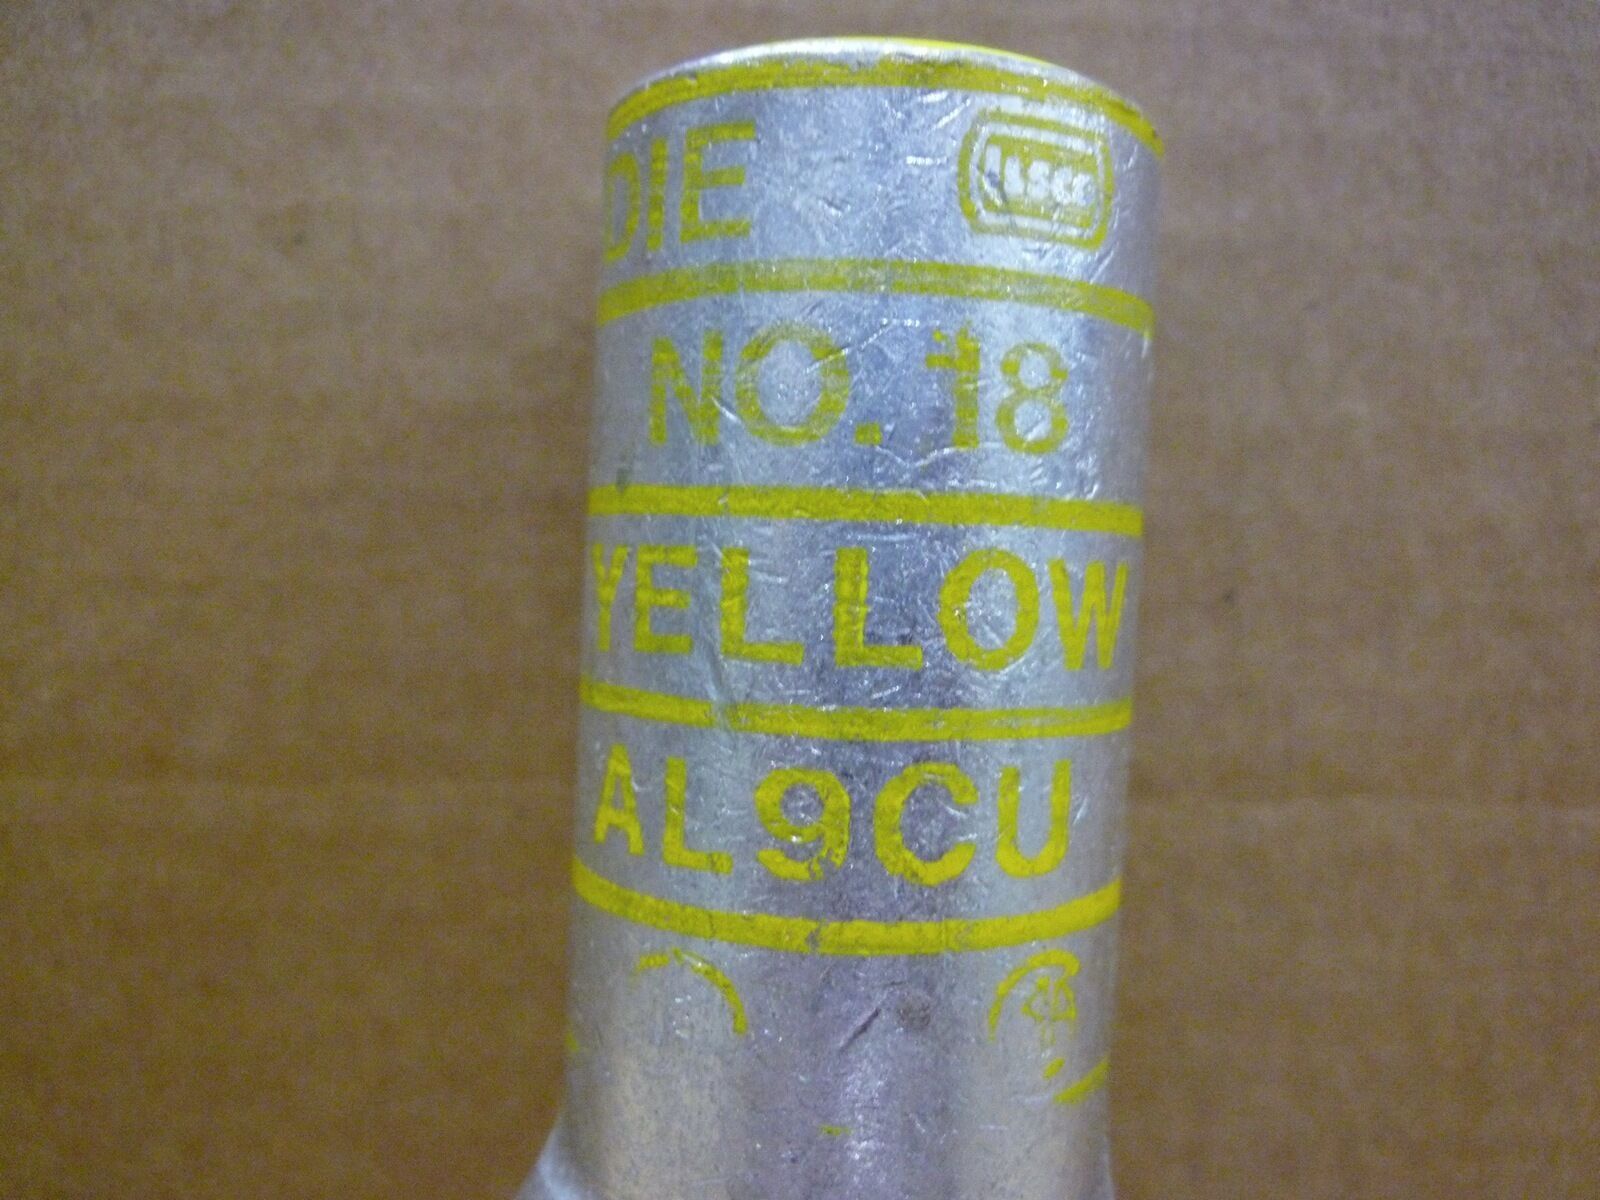 DIE
NO. 18
YELLOW
AL9CU